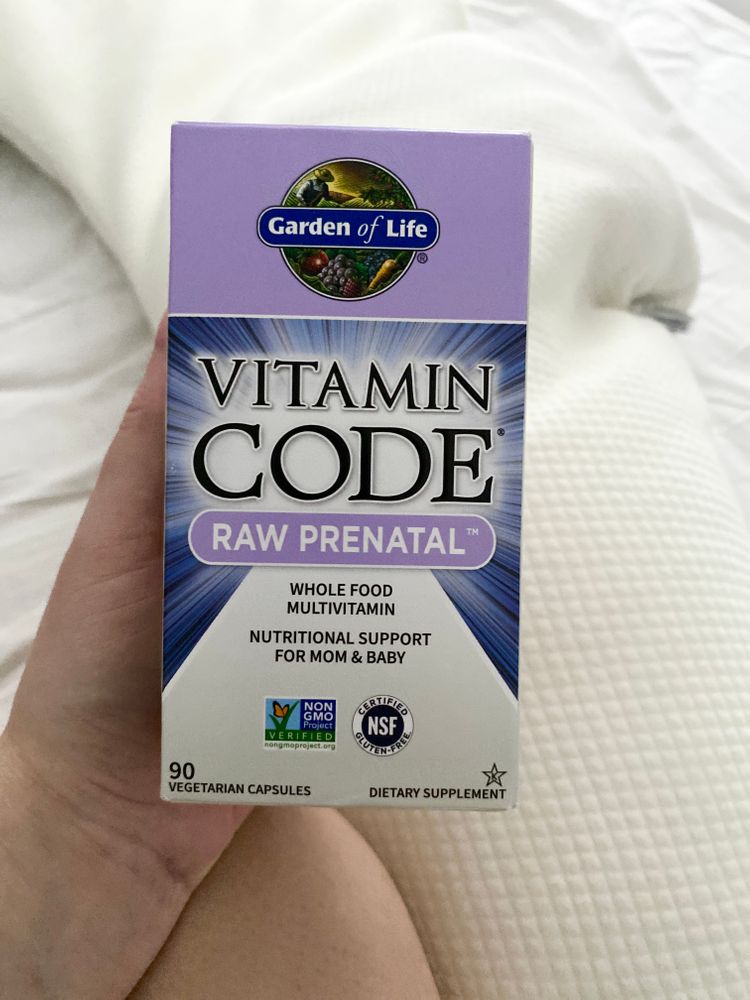 Garden of Life®
VITAMIN
CODE®
RAW PRENATAL™
WHOLE FOOD
MULTIVITAMIN
NUTRITIONAL SUPPORT
FOR MOM & BABY
NON
GMO
Project
VERIFIED
nongmoproject.org
CERTIFIED
NSF
GLUTEN-FREE
90
VEGETARIAN CAPSULES
K
DIETARY SUPPLEMENT